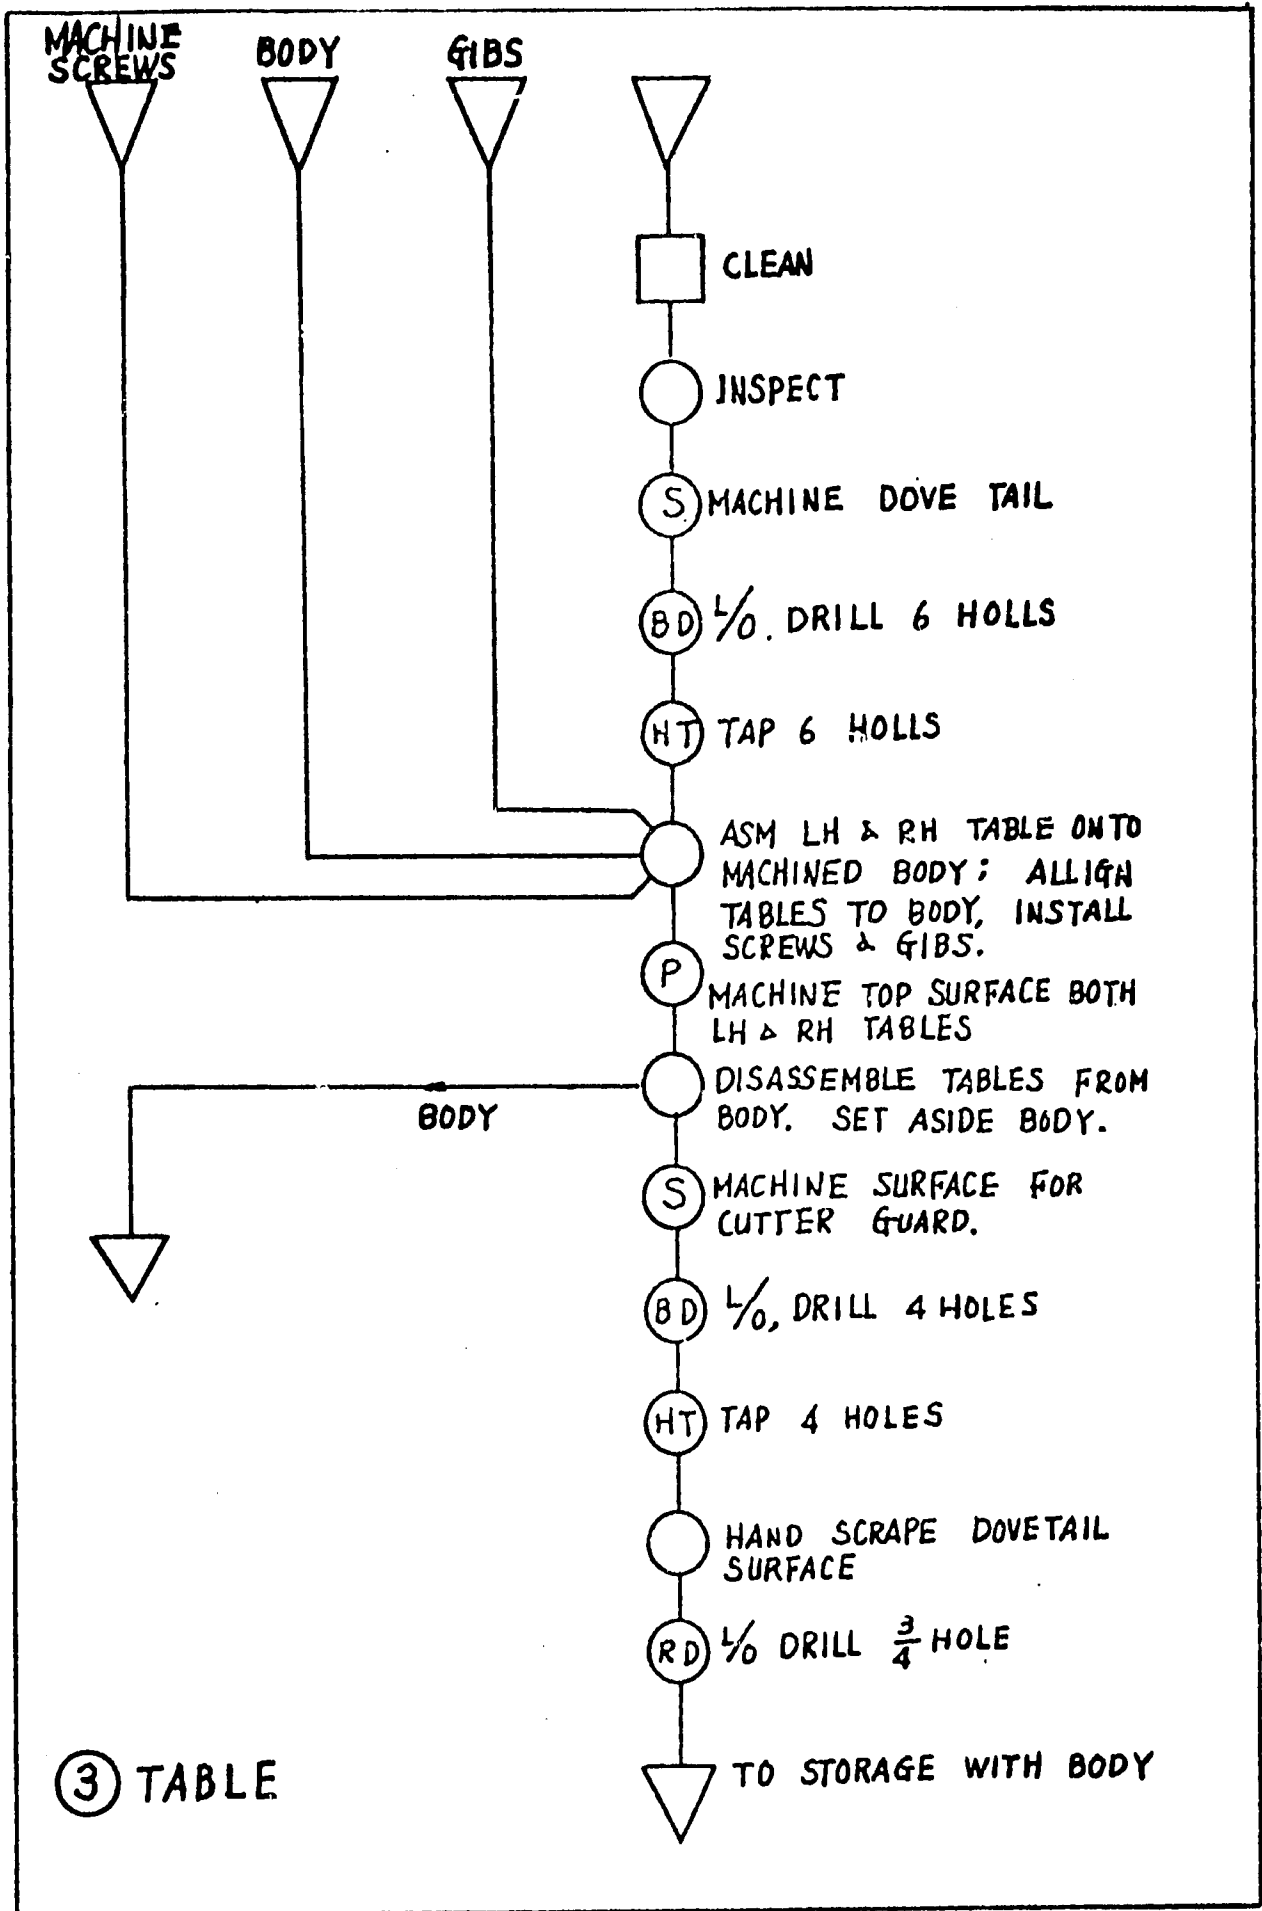 MACHINE
SCREWS
BODY
GIBS
CLEAN
INSPECT
S MACHINE DOVE TAIL
BD L/O. DRILL 6 HOLLS
HT TAP 6 HOLLS
ASM LH & RH TABLE ONTO
MACHINED BODY; ALLIGN
TABLES TO BODY, INSTALL
SCREWS & GIBS.
P
MACHINE TOP SURFACE BOTH
LH & RH TABLES
DISASSEMBLE TABLES FROM
BODY. SET ASIDE BODY.
BODY
S MACHINE SURFACE FOR
CUTTER GUARD.
BD L/O, DRILL 4 HOLES
HT TAP 4 HOLES
HAND SCRAPE DOVETAIL
SURFACE
RD L/O DRILL 3/4 HOLE
TO STORAGE WITH BODY
3 TABLE